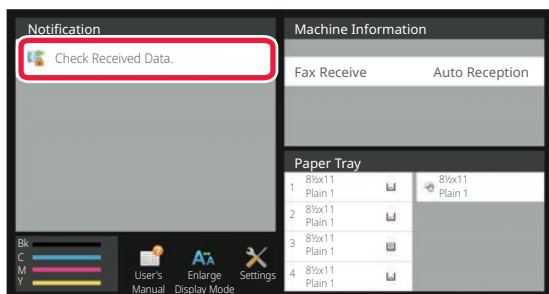 Notification
Check Received Data.
Machine Information
Fax Receive Auto Reception
Paper Tray
1 8½x11
Plain 1
8½x11
Plain 1
2 8½x11
Plain 1
3 8½x11
Plain 1
4 8½x11
Plain 1
Bk
C
M
Y
User's
Manual
Enlarge
Display Mode
Settings